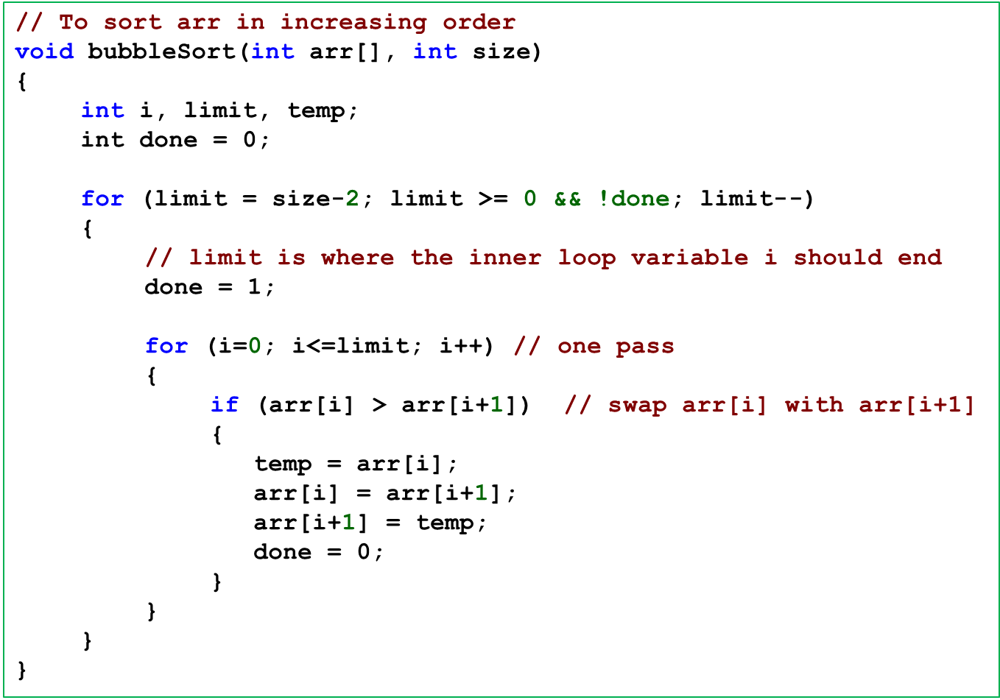 // To sort arr in increasing order
void bubbleSort(int arr[], int size)
{
int i, limit, temp;
int done = 0;
for (limit = size-2; limit >= 0 && !done; limit--)
{
// limit is where the inner loop variable i should end
done = 1;
for (i=0; i<=limit; i++) // one pass
{
if (arr[i] > arr[i+1]) // swap arr[i] with arr[i+1]
{
temp = arr[i];
arr[i] = arr[i+1];
arr[i+1] = temp;
done = 0;
}
}
}
}